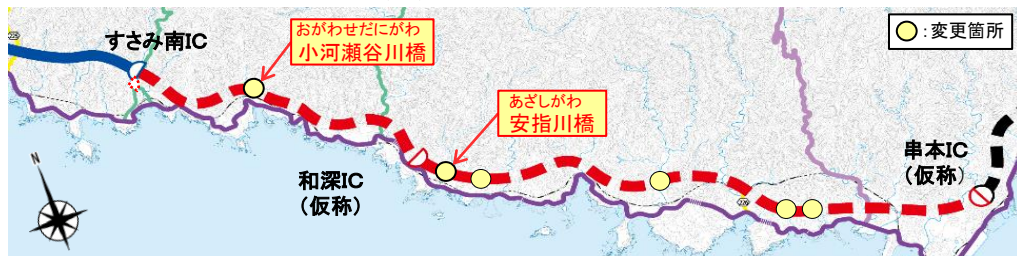 おがわせだにがわ
小河瀬谷川橋
すさみ南IC
：変更箇所
あざしがわ
安指川橋
串本IC
（仮称）
和深IC
（仮称）
N